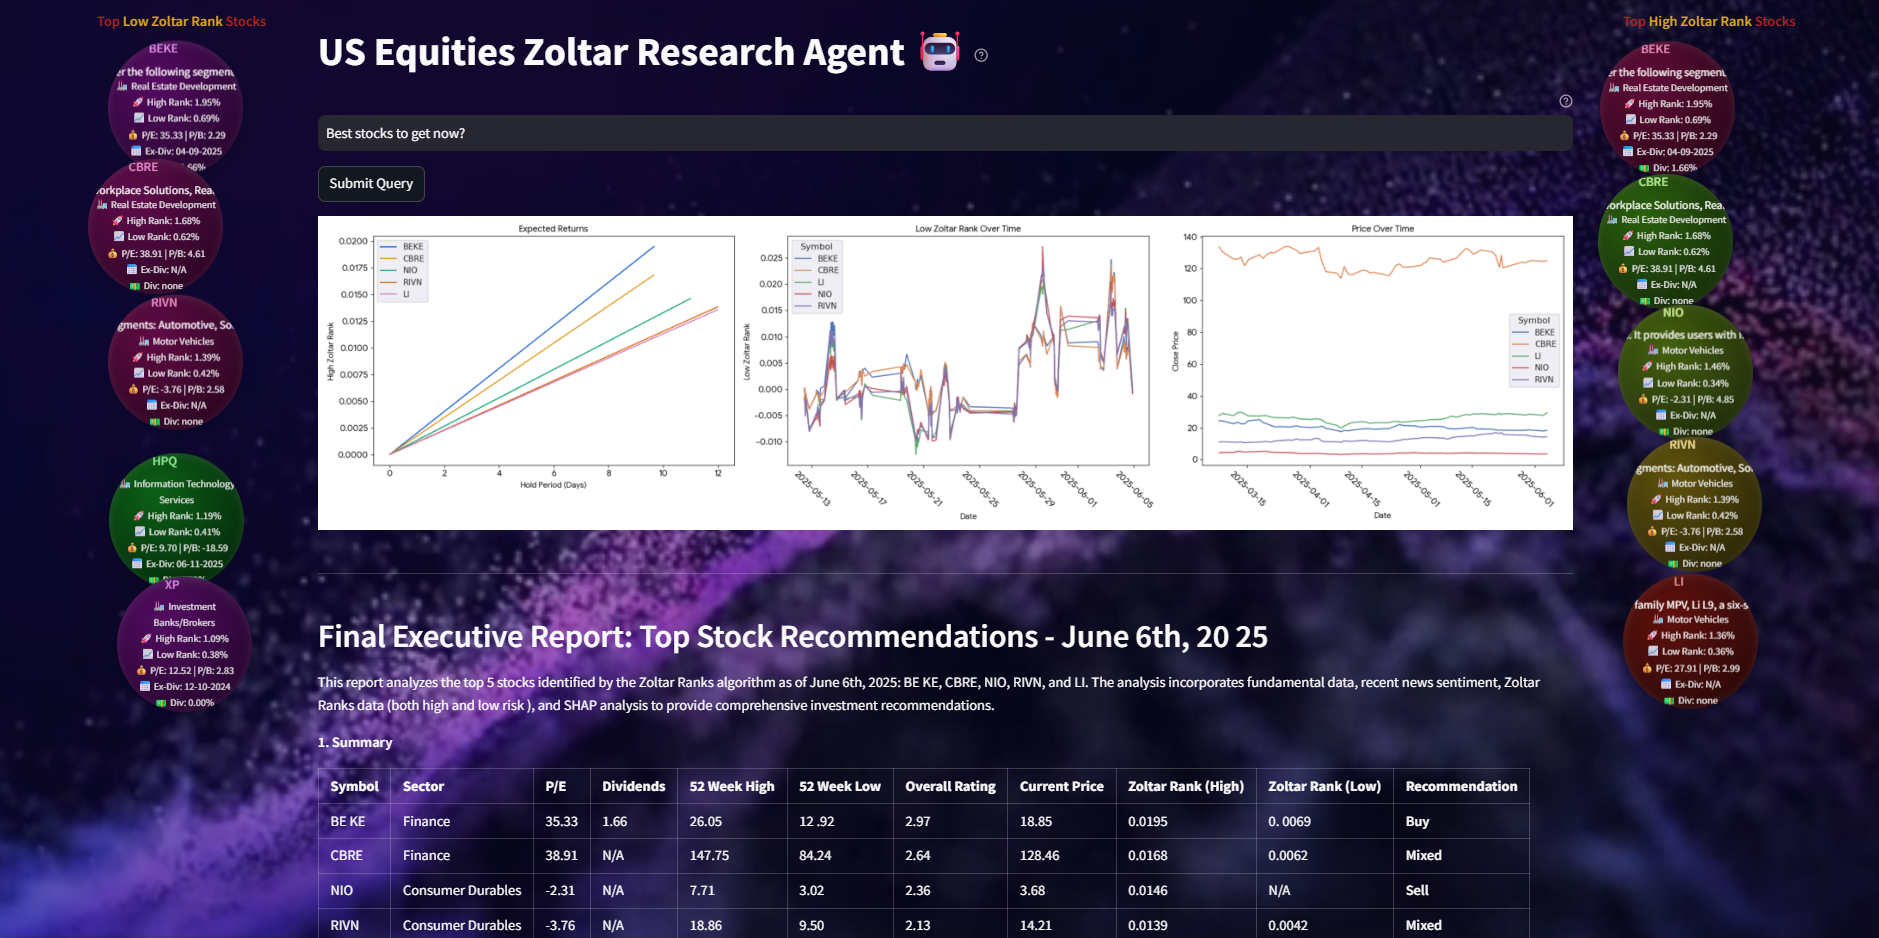 Top Low Zoltar Rank Stocks
BEKE
er the following segment
Real Estate Development
High Rank: 1.95%
Low Rank: 0.69%
P/E: 35.33 | P/B: 2.29
Ex-Div: 04-09-2025
CBRE
orkplace Solutions, Rea
Real Estate Development
High Rank: 1.68%
Low Rank: 0.62%
P/E: 38.91 | P/B: 4.61
Ex-Div: N/A
Div: none
RIVN
gments: Automotive, So
Motor Vehicles
High Rank: 1.39%
Low Rank: 0.42%
P/E: -3.76 | P/B: 2.58
Ex-Div: N/A
Div: none
HPQ
Information Technology
Services
High Rank: 1.19%
Low Rank: 0.41%
P/E: 9.70 | P/B: -18.59
Ex-Div: 06-11-2025
XP
Investment
Banks/Brokers
High Rank: 1.09%
Low Rank: 0.38%
P/E: 12.52 | P/B: 2.83
Ex-Div: 12-10-2024
Div: 0.00%
US Equities Zoltar Research Agent
Best stocks to get now?
Submit Query
Expected Returns
High Zoltar Rank
0.0200
0.0175
0.0150
0.0125
0.0100
0.0075
0.0050
0.0025
0.0000
BEKE
CBRE
NIO
RIVN
LI
0 2 4 6 8 10 12
Hold Period (Days)
Low Zoltar Rank Over Time
Low Zoltar Rank
0.025
0.020
0.015
0.010
0.005
0.000
−0.005
−0.010
Symbol
BEKE
CBRE
LI
NIO
RIVN
2025-05-13 2025-05-17 2025-05-21 2025-05-25 2025-05-29 2025-06-01 2025-06-05
Date
Price Over Time
Close Price
140
120
100
80
60
40
20
0
Symbol
BEKE
CBRE
LI
NIO
RIVN
2025-03-15 2025-04-01 2025-04-15 2025-05-01 2025-05-15 2025-06-01
Date
Final Executive Report: Top Stock Recommendations - June 6th, 20 25
This report analyzes the top 5 stocks identified by the Zoltar Ranks algorithm as of June 6th, 2025: BE KE, CBRE, NIO, RIVN, and LI. The analysis incorporates fundamental data, recent news sentiment, Zoltar
Ranks data (both high and low risk ), and SHAP analysis to provide comprehensive investment recommendations.
1. Summary
Symbol Sector P/E Dividends 52 Week High 52 Week Low Overall Rating Current Price Zoltar Rank (High) Zoltar Rank (Low) Recommendation
BE KE Finance 35.33 1.66 26.05 12 .92 2.97 18.85 0.0195 0. 0069 Buy
CBRE Finance 38.91 N/A 147.75 84.24 2.64 128.46 0.0168 0.0062 Mixed
NIO Consumer Durables -2.31 N/A 7.71 3.02 2.36 3.68 0.0146 N/A Sell
RIVN Consumer Durables -3.76 N/A 18.86 9.50 2.13 14.21 0.0139 0.0042 Mixed
Top High Zoltar Rank Stocks
BEKE
er the following segment
Real Estate Development
High Rank: 1.95%
Low Rank: 0.69%
P/E: 35.33 | P/B: 2.29
Ex-Div: 04-09-2025
Div: 1.66%
CBRE
orkplace Solutions, Rea
Real Estate Development
High Rank: 1.68%
Low Rank: 0.62%
P/E: 38.91 | P/B: 4.61
Ex-Div: N/A
Div: none
NIO
. It provides users with
Motor Vehicles
High Rank: 1.46%
Low Rank: 0.34%
P/E: -2.31 | P/B: 4.85
Ex-Div: N/A
Div: none
RIVN
gments: Automotive, So
Motor Vehicles
High Rank: 1.39%
Low Rank: 0.42%
P/E: -3.76 | P/B: 2.58
Ex-Div: N/A
Div: none
LI
family MPV, Li L9, a six-s
Motor Vehicles
High Rank: 1.36%
Low Rank: 0.36%
P/E: 27.91 | P/B: 2.99
Ex-Div: N/A
Div: none